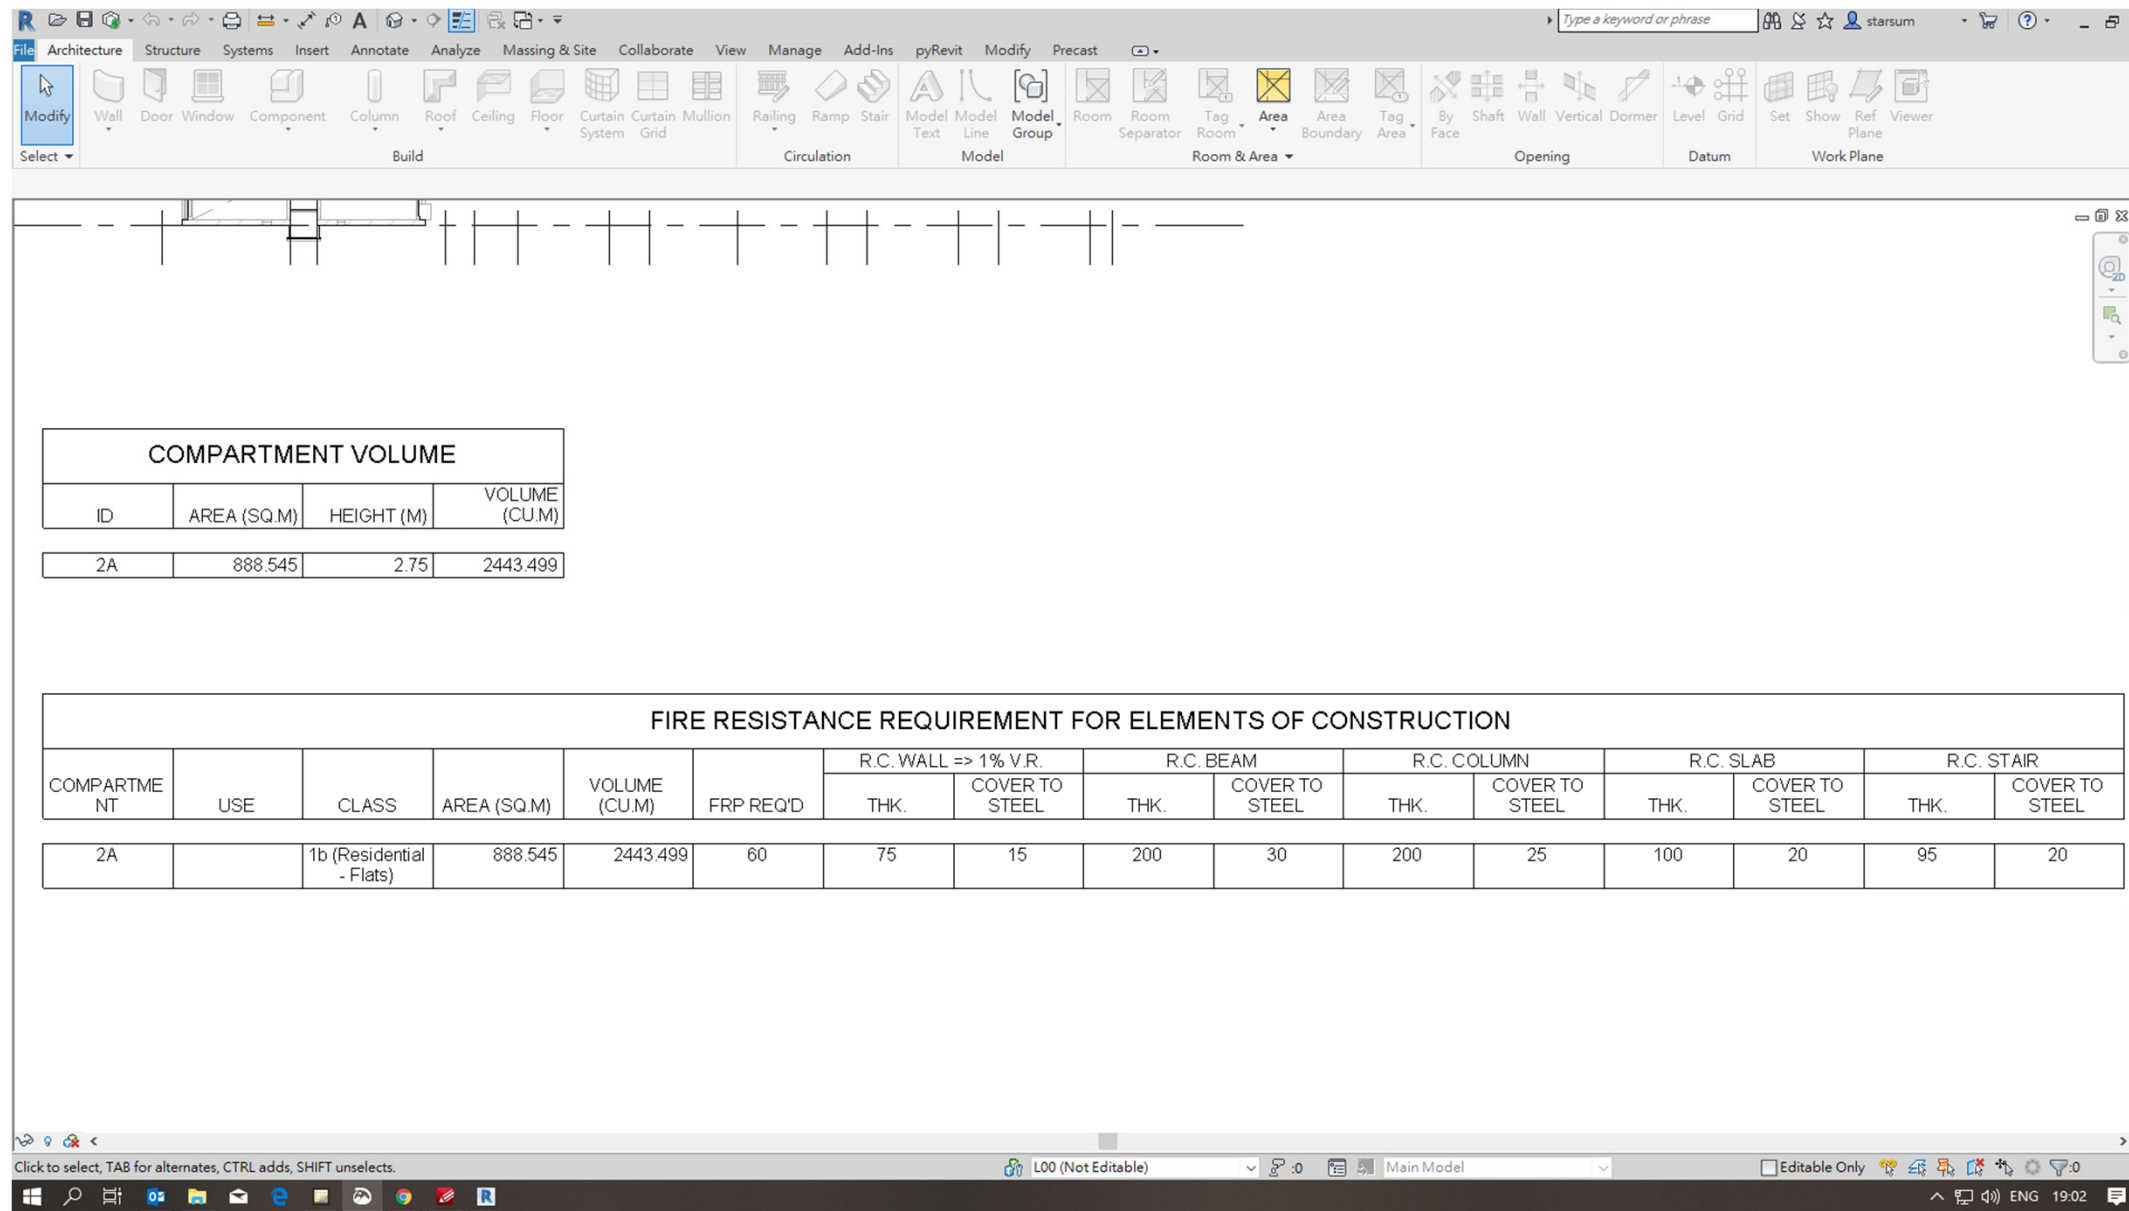 Type a keyword or phrase
starsum
File Architecture Structure Systems Insert Annotate Analyze Massing & Site Collaborate View Manage Add-Ins pyRevit Modify Precast
Modify Wall Door Window Component Column Roof Ceiling Floor Curtain System Curtain Grid Mullion Railing Ramp Stair Model Text Model Line Model Group Room Room Separator Tag Room Area Area Boundary Tag Area By Face Shaft Wall Vertical Dormer Level Grid Set Show Ref Plane Viewer
Select Build Circulation Model Room & Area Opening Datum Work Plane
2D
COMPARTMENT VOLUME
ID AREA (SQ.M) HEIGHT (M) VOLUME (CU.M)
2A 888.545 2.75 2443.499
FIRE RESISTANCE REQUIREMENT FOR ELEMENTS OF CONSTRUCTION
R.C. WALL => 1% V.R. R.C. BEAM R.C. COLUMN R.C. SLAB R.C. STAIR
COMPARTME
NT USE CLASS AREA (SQ.M) VOLUME (CU.M) FRP REQ'D THK. COVER TO STEEL THK. COVER TO STEEL THK. COVER TO STEEL THK. COVER TO STEEL THK. COVER TO STEEL
2A 1b (Residential - Flats) 888.545 2443.499 60 75 15 200 30 200 25 100 20 95 20
Click to select, TAB for alternates, CTRL adds, SHIFT unselects.
L00 (Not Editable) :0 Main Model Editable Only :0
ENG 19:02